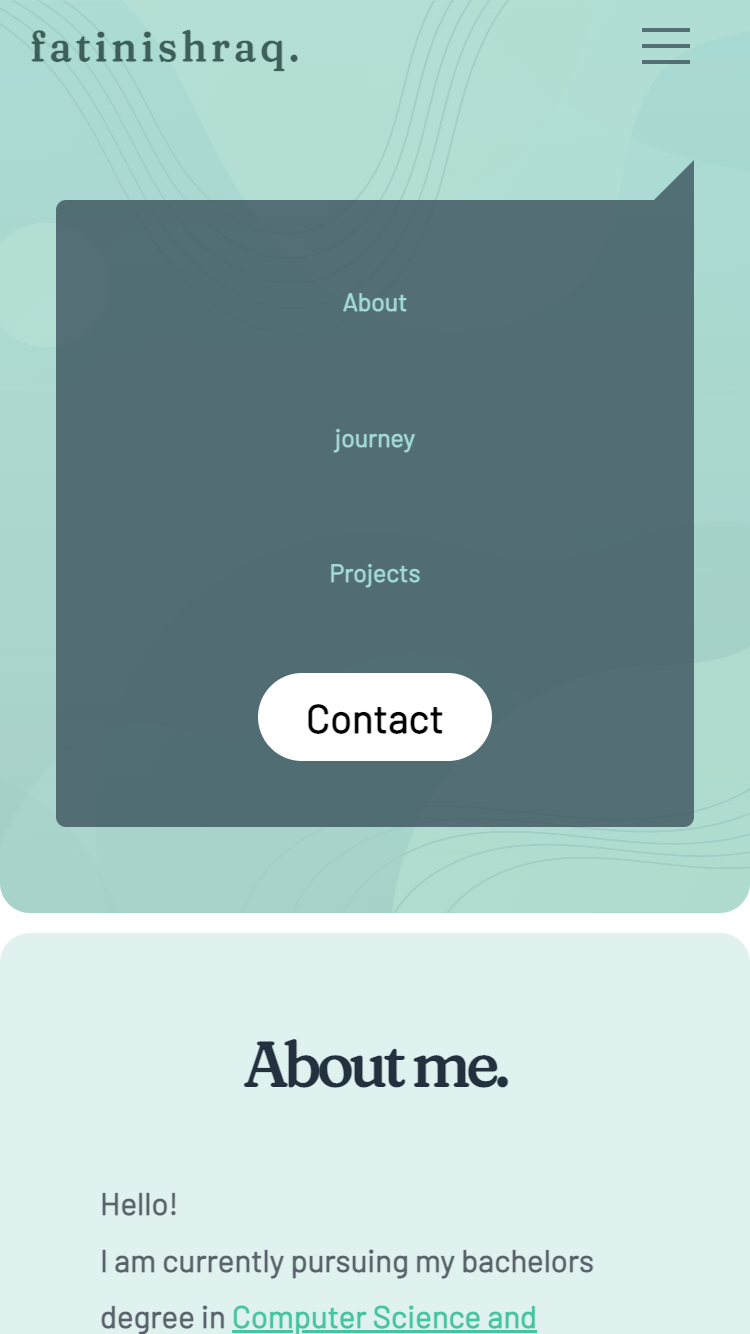 fatinishraq.
About
journey
Projects
Contact
About me.
Hello!
I am currently pursuing my bachelors
degree in Computer Science and